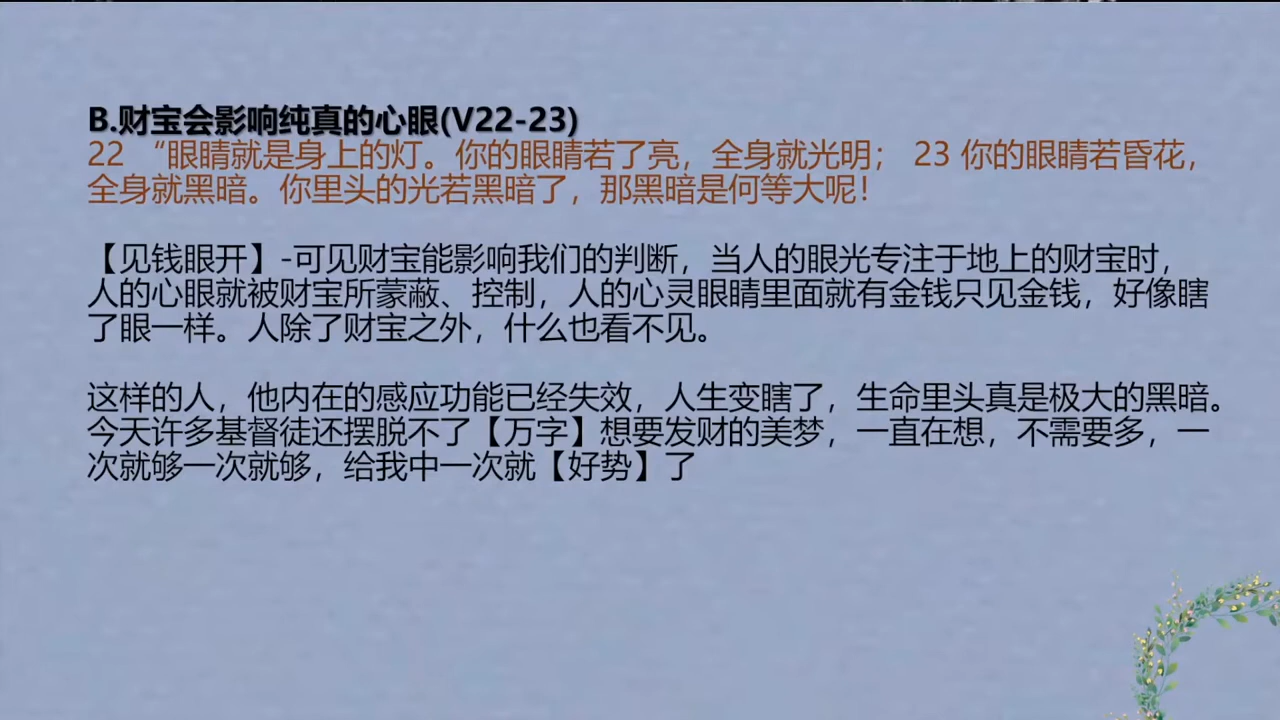 B.财宝会影响纯真的心眼(V22-23)
22 “眼睛就是身上的灯。你的眼睛若了亮，全身就光明； 23 你的眼睛若昏花，
全身就黑暗。你里头的光若黑暗了，那黑暗是何等大呢！
【见钱眼开】-可见财宝能影响我们的判断，当人的眼光专注于地上的财宝时，
人的心眼就被财宝所蒙蔽、控制，人的心灵眼睛里面就有金钱只见金钱，好像瞎
了眼一样。人除了财宝之外，什么也看不见。
这样的人，他内在的感应功能已经失效，人生变瞎了，生命里头真是极大的黑暗。
今天许多基督徒还摆脱不了【万字】想要发财的美梦，一直在想，不需要多，一
次就够一次就够，给我中一次就【好势】了